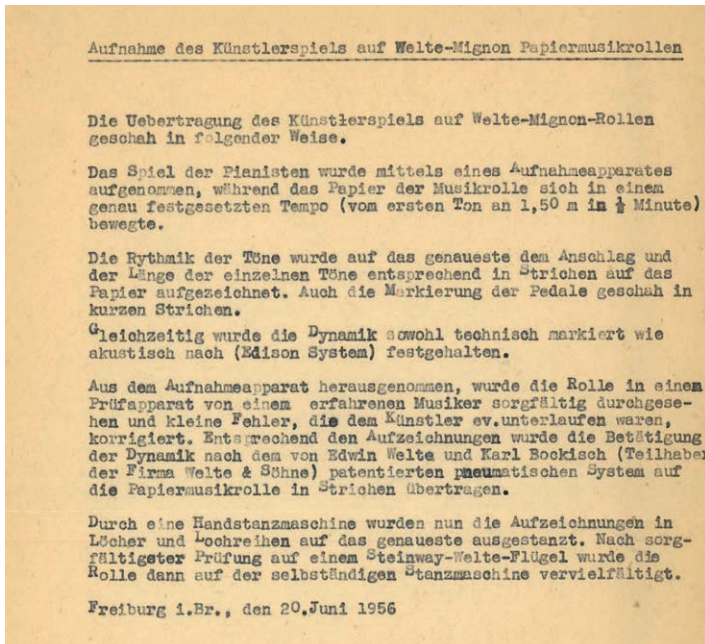 Aufnahme des Künstlerspiels auf Welte-Mignon Papiermusikrollen
Die Uebertragung des Künstlerspiels auf Welte-Mignon-Rollen
geschah in folgender Weise.
Das Spiel der Pianisten wurde mittels eines Aufnahmeapparates
aufgenommen, während das Papier der Musikrolle sich in einem
genau festgesetzten Tempo (vom ersten Ton an 1,50 m in ½ Minute)
bewegte.
Die Rythmik der Töne wurde auf das genaueste dem Anschlag und
der Länge der einzelnen Töne entsprechend in Strichen auf das
Papier aufgezeichnet. Auch die Markierung der Pedale geschah in
kurzen Strichen.
Gleichzeitig wurde die Dynamik sowohl technisch markiert wie
akustisch nach (Edison System) festgehalten.
Aus dem Aufnahmeapparat herausgenommen, wurde die Rolle in einem
Prüfapparat von einem erfahrenen Musiker sorgfältig durchgese-
hen und kleine Fehler, die dem Künstler ev.unterlaufen waren,
korrigiert. Entsprechend den Aufzeichnungen wurde die Betätigung
der Dynamik nach dem von Edwin Welte und Karl Bockisch (Teilhaber
der Firma Welte & Söhne) patentierten pneumatischen System auf
die Papiermusikrolle in Strichen übertragen.
Durch eine Handstanzmaschine wurden nun die Aufzeichnungen in
Löcher und Lochreihen auf das genaueste ausgestanzt. Nach sorg-
fältigster Prüfung auf einem Steinway-Welte-Flügel wurde die
Rolle dann auf der selbständigen Stanzmaschine vervielfältigt.
Freiburg i.Br., den 20.Juni 1956